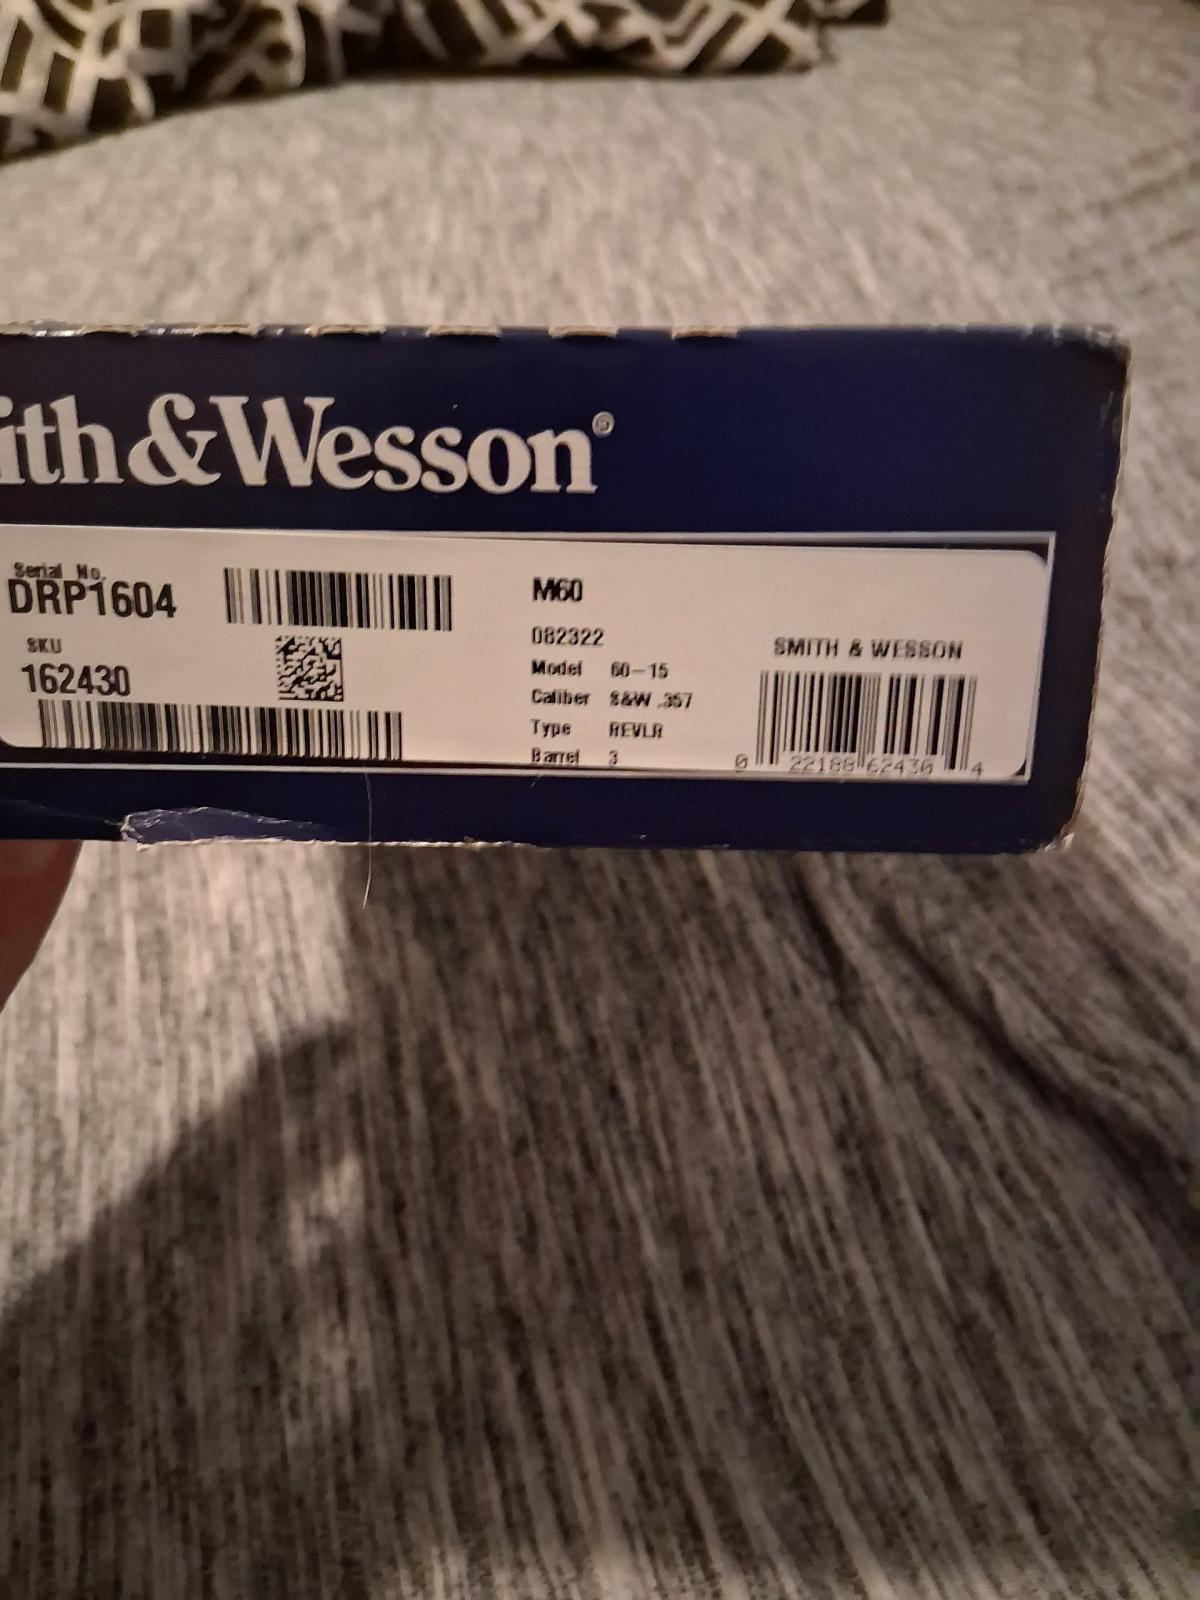 ith&Wesson®
Serial No.
DRP1604
SKU
162430
M60
082322
Model 60-15
Caliber S&W .357
Type REVLR
Barrel 3
SMITH & WESSON
0 22188 62430 4